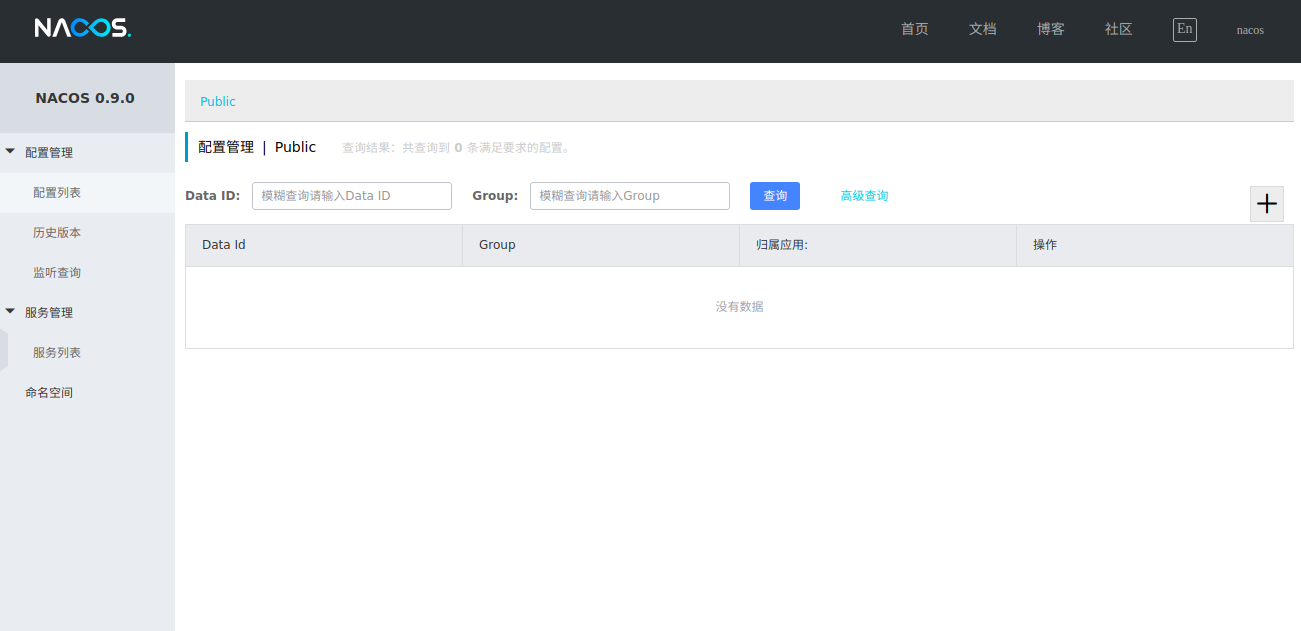 NACOS.
首页 文档 博客 社区 En nacos
NACOS 0.9.0
配置管理
配置列表
历史版本
监听查询
服务管理
服务列表
命名空间
Public
配置管理 | Public 查询结果：共查询到 0 条满足要求的配置。
Data ID: 模糊查询请输入Data ID Group: 模糊查询请输入Group 查询 高级查询
Data Id Group 归属应用: 操作
没有数据